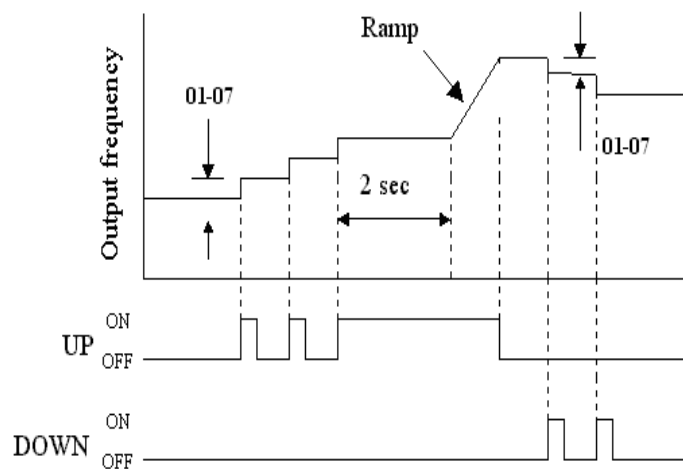 Ramp
01-07
Output frequency
01-07
2 sec
ON
UP
OFF
ON
DOWN
OFF